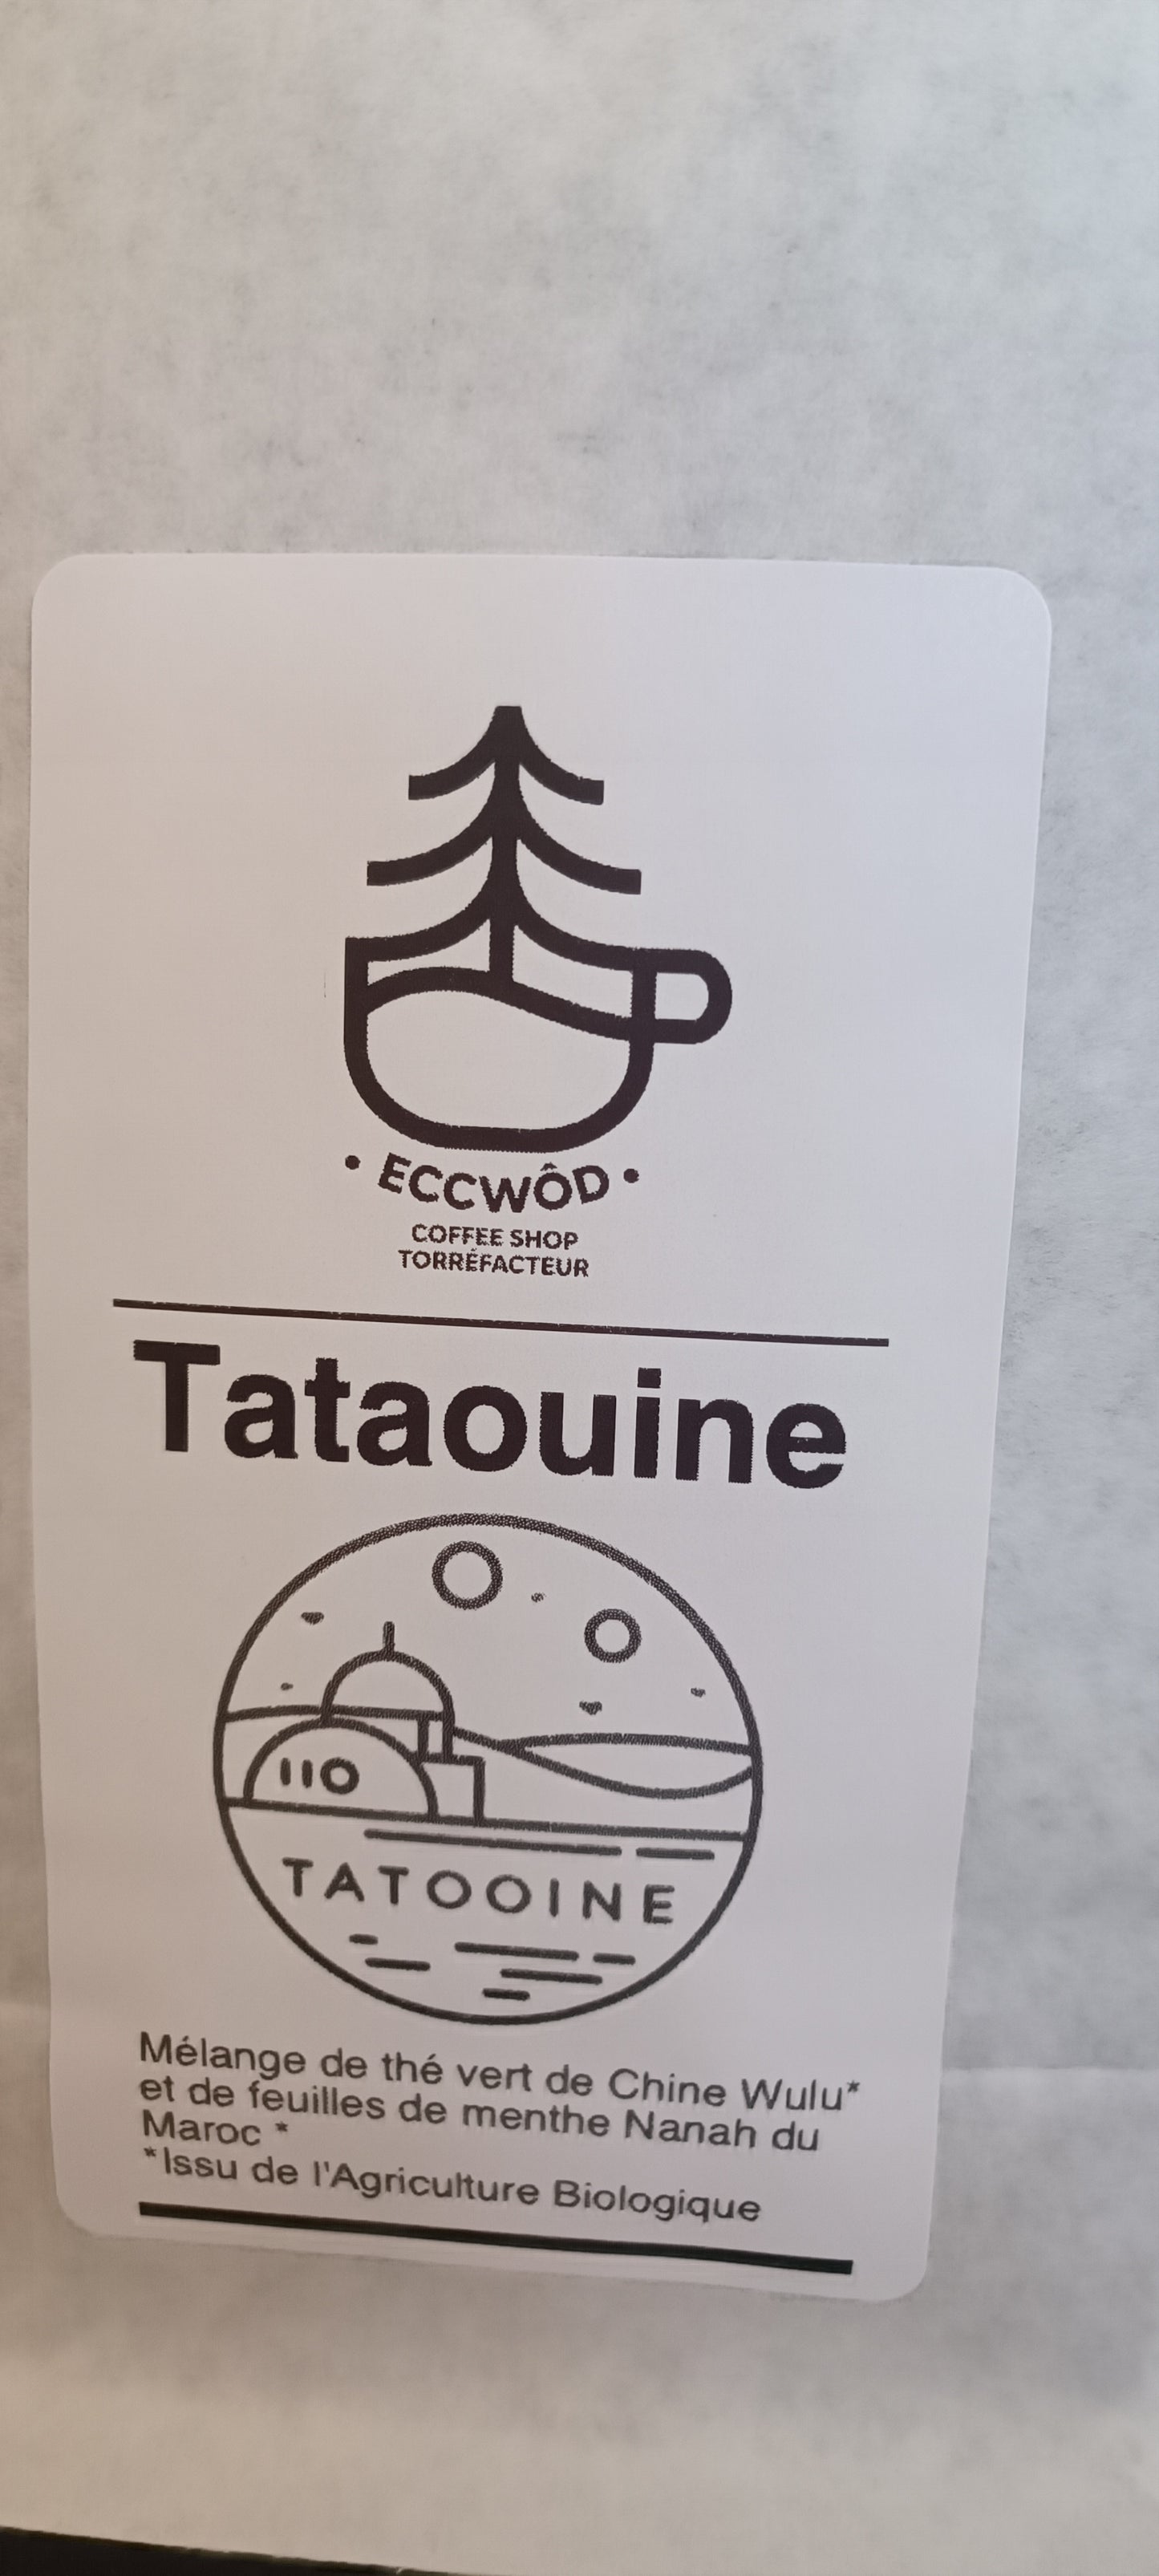 • ECCWÔD •
COFFEE SHOP
TORRÉFACTEUR
Tataouine
TATOOINE
Mélange de thé vert de Chine Wulu*
et de feuilles de menthe Nanah du
Maroc *
*Issu de l'Agriculture Biologique